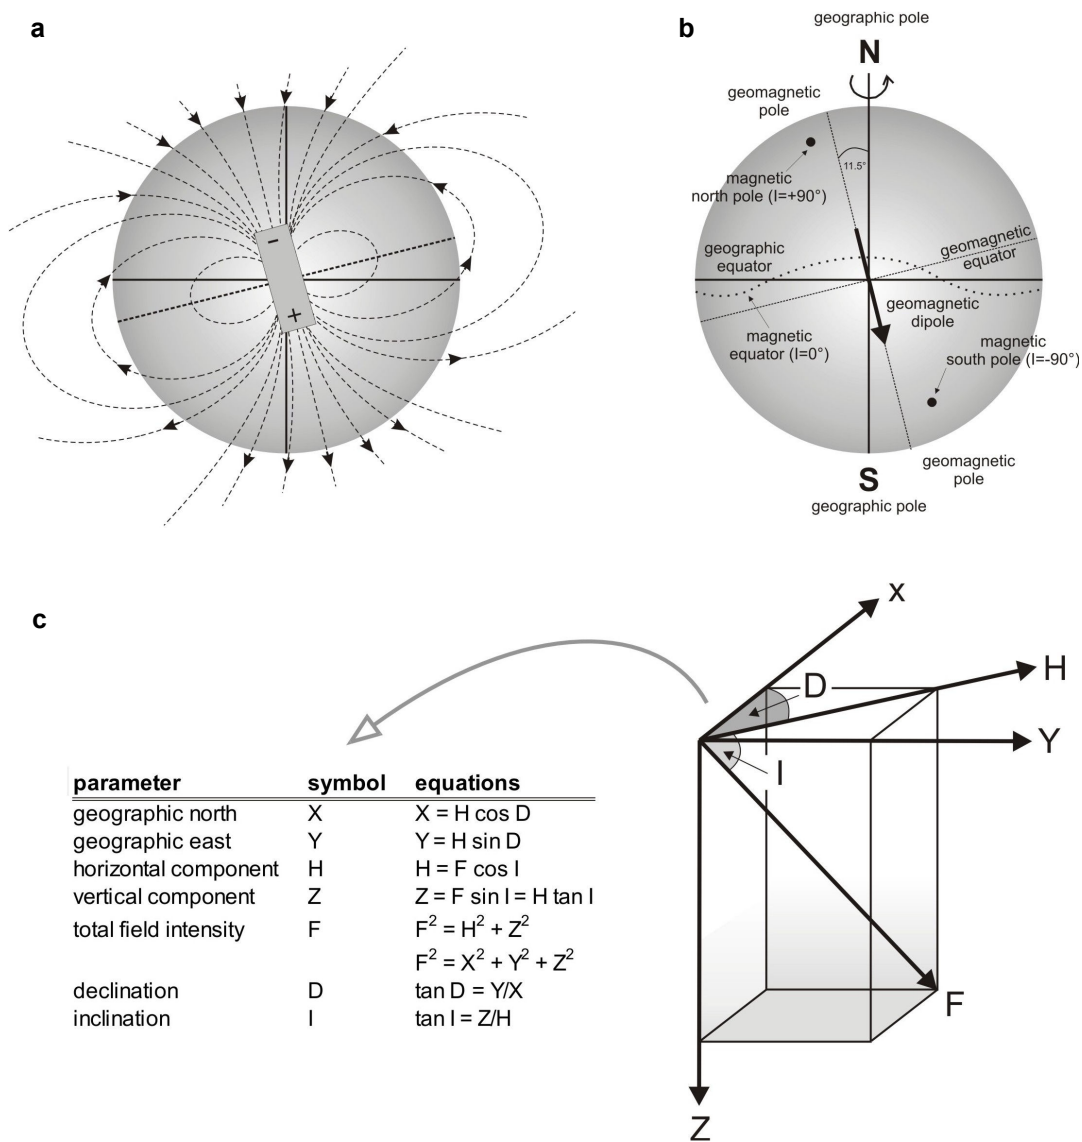 a
-
+
b
geographic pole
N
geomagnetic
pole
11.5°
magnetic
north pole (I=+90°)
geographic
equator
geomagnetic
equator
geomagnetic
dipole
magnetic
equator (I=0°)
magnetic
south pole (I=-90°)
geomagnetic
pole
S
geographic pole
c
parameter symbol equations
geographic north X X = H cos D
geographic east Y Y = H sin D
horizontal component H H = F cos I
vertical component Z Z = F sin I = H tan I
total field intensity F F² = H² + Z²
F² = X² + Y² + Z²
declination D tan D = Y/X
inclination I tan I = Z/H
x
H
D
Y
I
F
Z